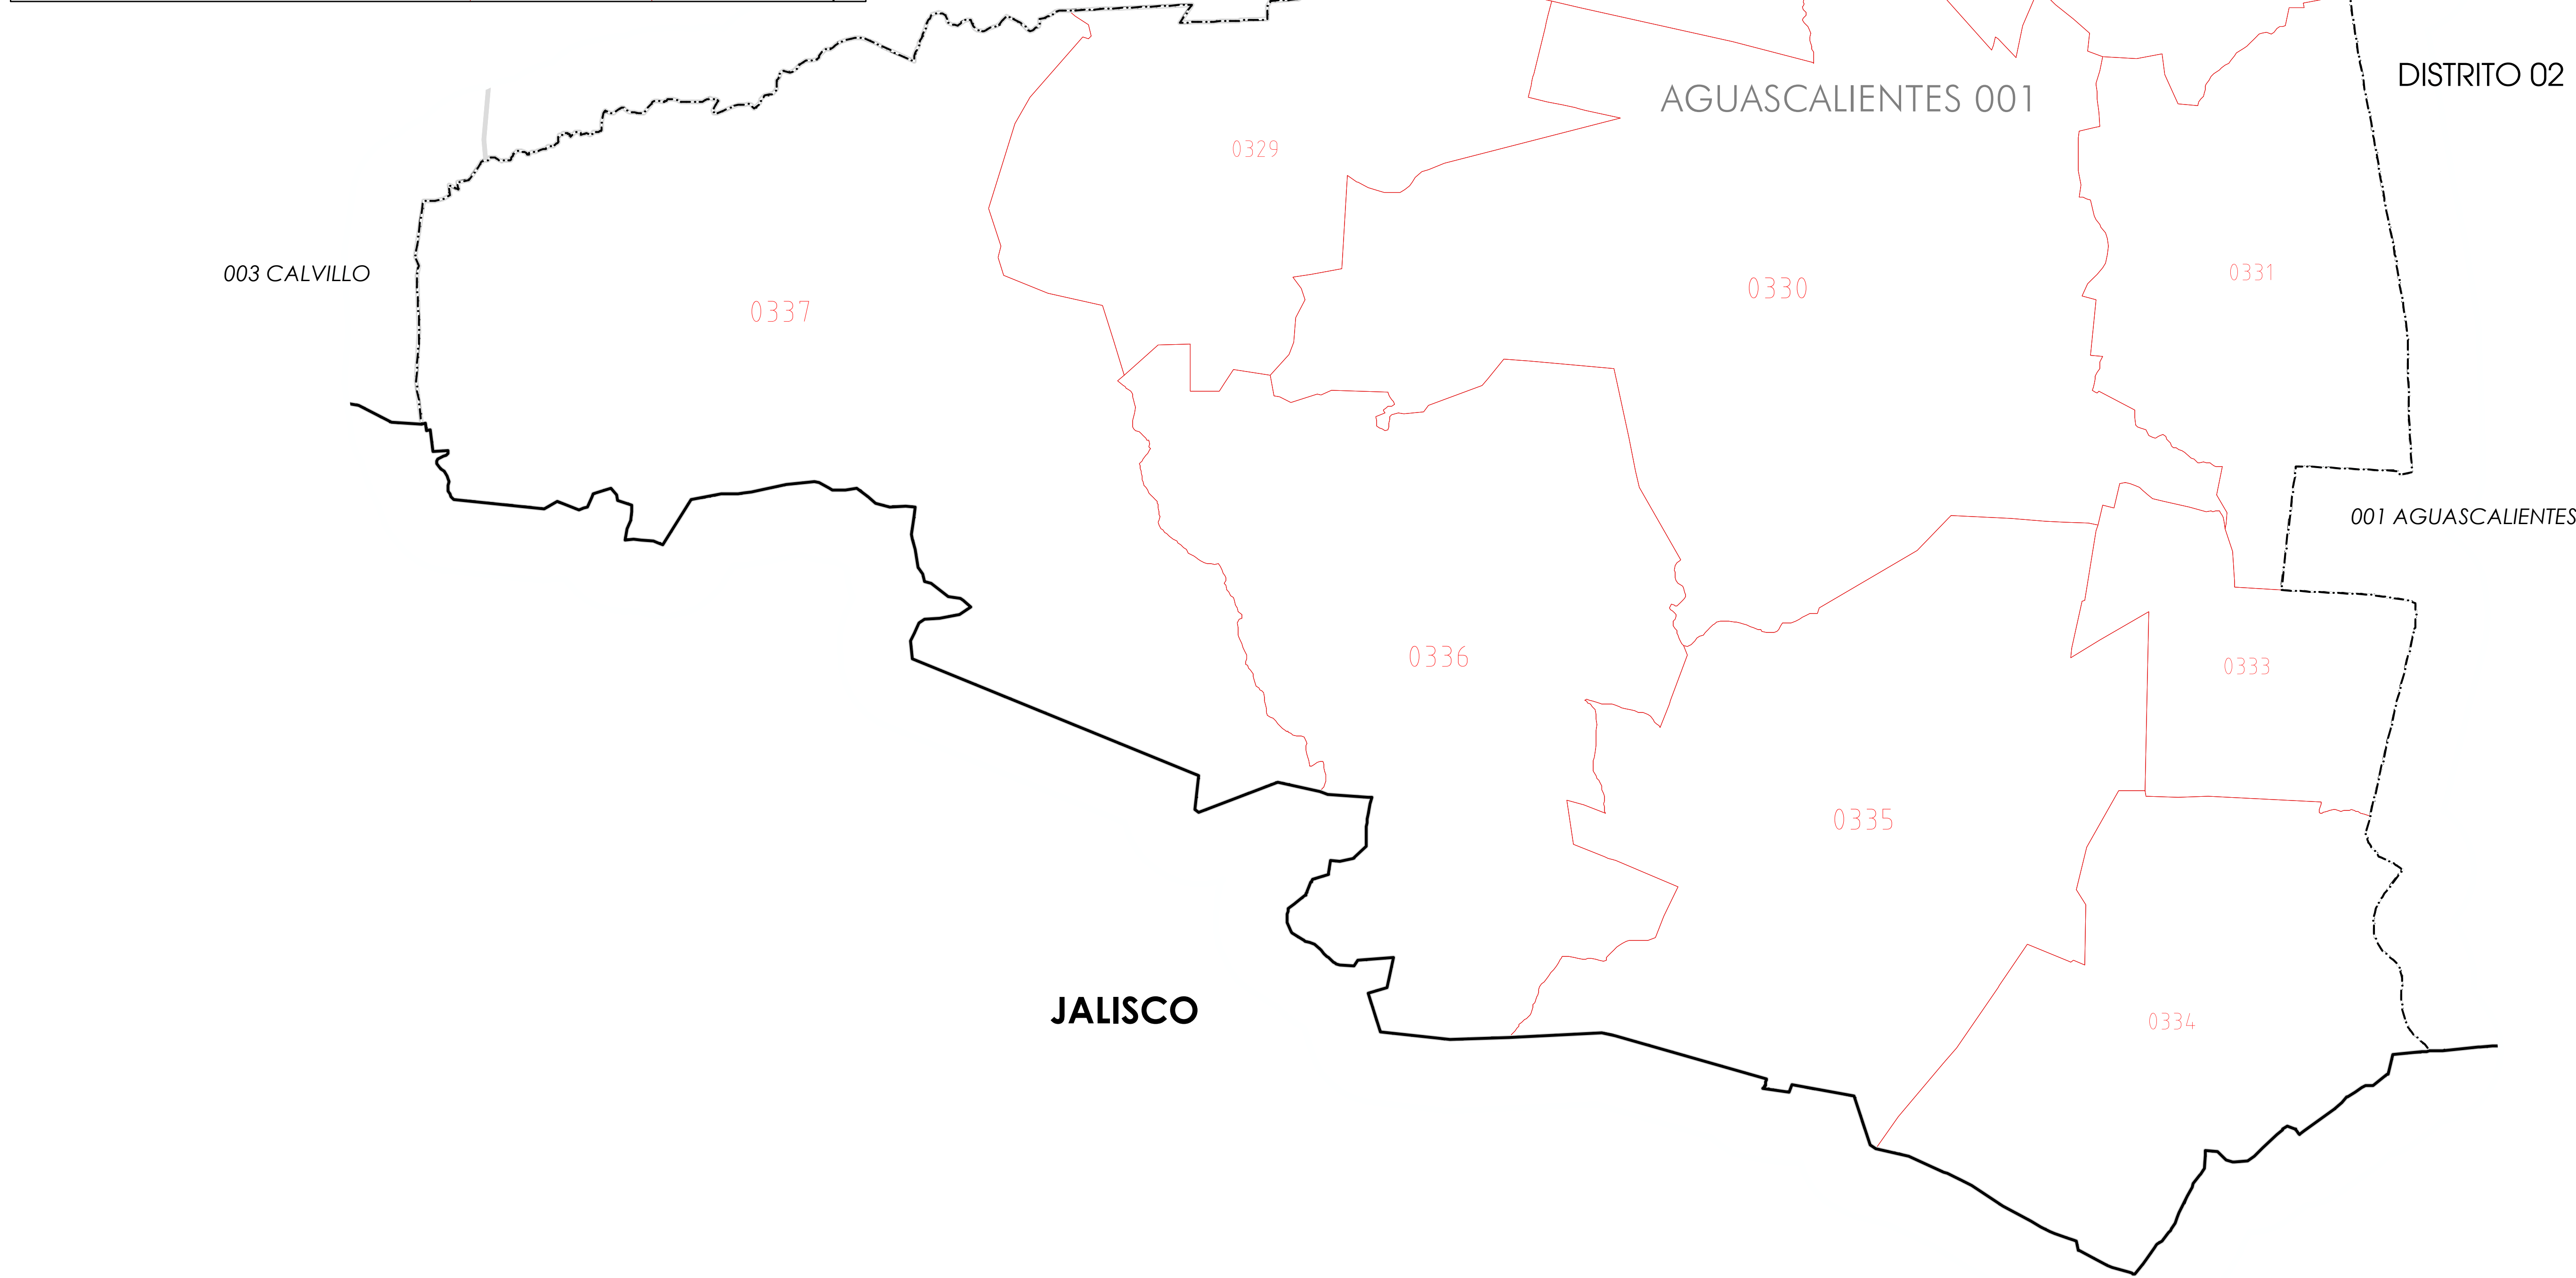 DISTRITO 02
AGUASCALIENTES 001
0329
003 CALVILLO
0331
0330
0337
001 AGUASCALIENTES
0336
0333
0335
JALISCO
0334